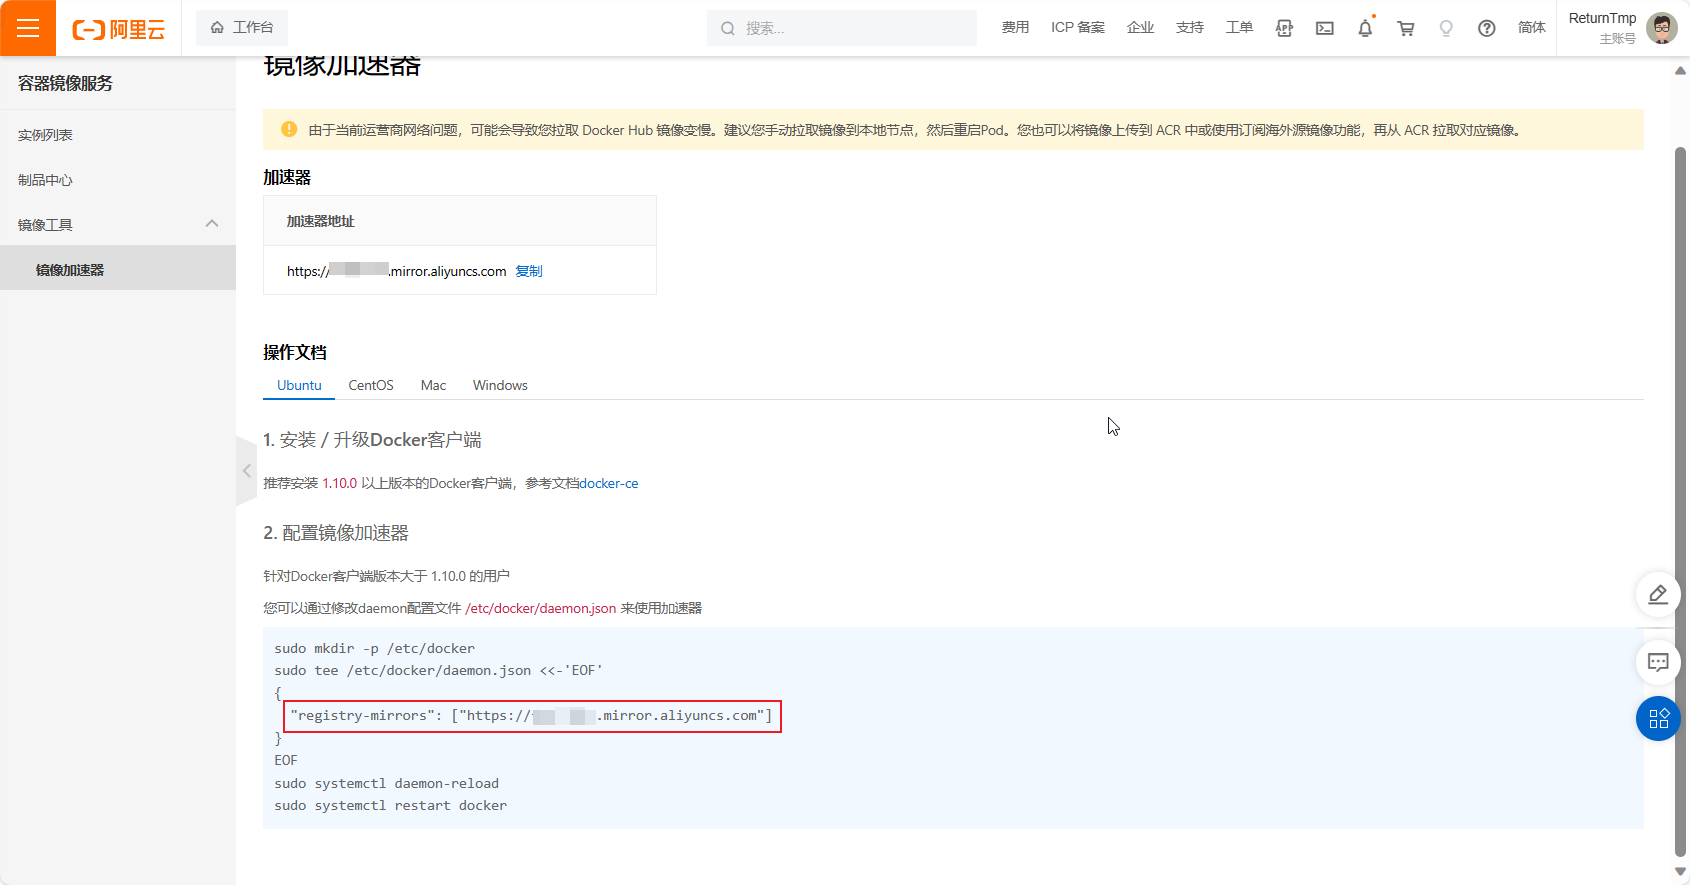 阿里云
工作台
搜索...
费用
ICP 备案
企业
支持
工单
简体
ReturnTmp
主账号
容器镜像服务
实例列表
制品中心
镜像工具
镜像加速器
镜像加速器
由于当前运营商网络问题，可能会导致您拉取 Docker Hub 镜像变慢。建议您手动拉取镜像到本地节点，然后重启Pod。您也可以将镜像上传到 ACR 中或使用订阅海外源镜像功能，再从 ACR 拉取对应镜像。
加速器
加速器地址
https://.mirror.aliyuncs.com 复制
操作文档
Ubuntu CentOS Mac Windows
1. 安装 / 升级Docker客户端
推荐安装 1.10.0 以上版本的Docker客户端，参考文档docker-ce
2. 配置镜像加速器
针对Docker客户端版本大于 1.10.0 的用户
您可以通过修改daemon配置文件 /etc/docker/daemon.json 来使用加速器
sudo mkdir -p /etc/docker
sudo tee /etc/docker/daemon.json <<-'EOF'
{
"registry-mirrors": ["https://.mirror.aliyuncs.com"]
}
EOF
sudo systemctl daemon-reload
sudo systemctl restart docker